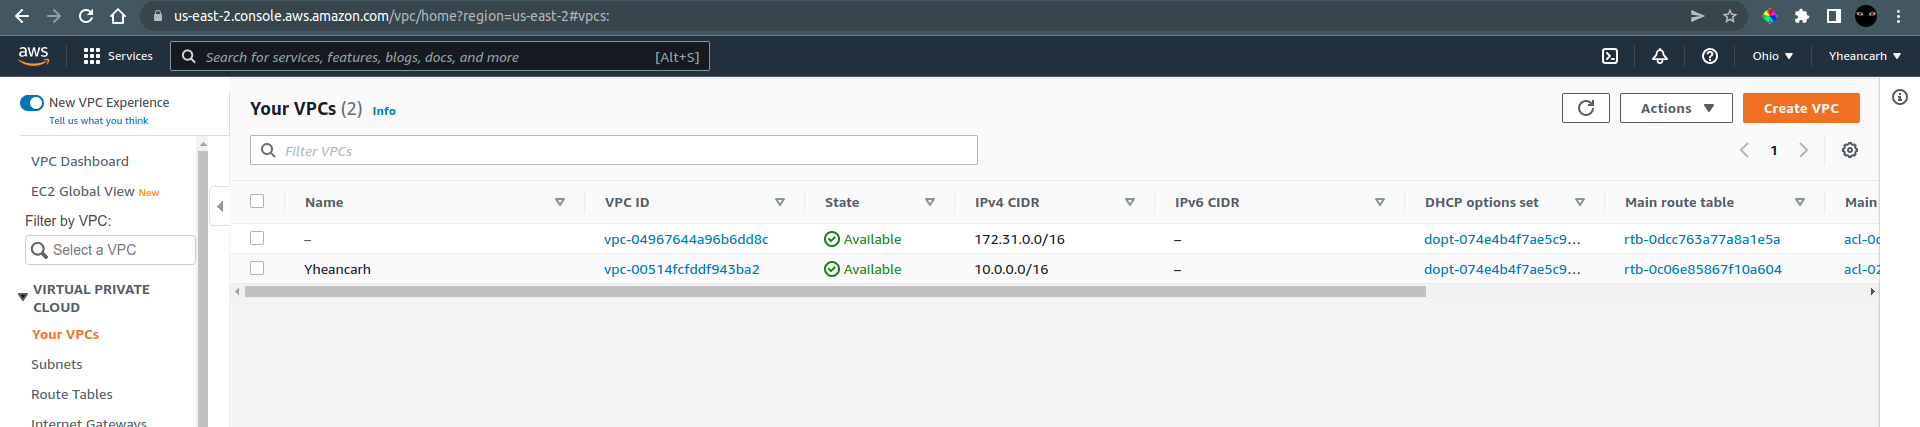 us-east-2.console.aws.amazon.com/vpc/home?region=us-east-2#vpcs:
aws Services Search for services, features, blogs, docs, and more [Alt+S] Ohio Yheancarh
New VPC Experience
Tell us what you think
VPC Dashboard
EC2 Global View New
Filter by VPC:
Select a VPC
VIRTUAL PRIVATE
CLOUD
Your VPCs
Subnets
Route Tables
Internet Gateways
Your VPCs (2) Info Actions Create VPC
Filter VPCs 1
Name VPC ID State IPv4 CIDR IPv6 CIDR DHCP options set Main route table Main
– vpc-04967644a96b6dd8c Available 172.31.0.0/16 – dopt-074e4b4f7ae5c9... rtb-0dcc763a77a8a1e5a acl-0c
Yheancarh vpc-00514fcfddf943ba2 Available 10.0.0.0/16 – dopt-074e4b4f7ae5c9... rtb-0c06e85867f10a604 acl-02